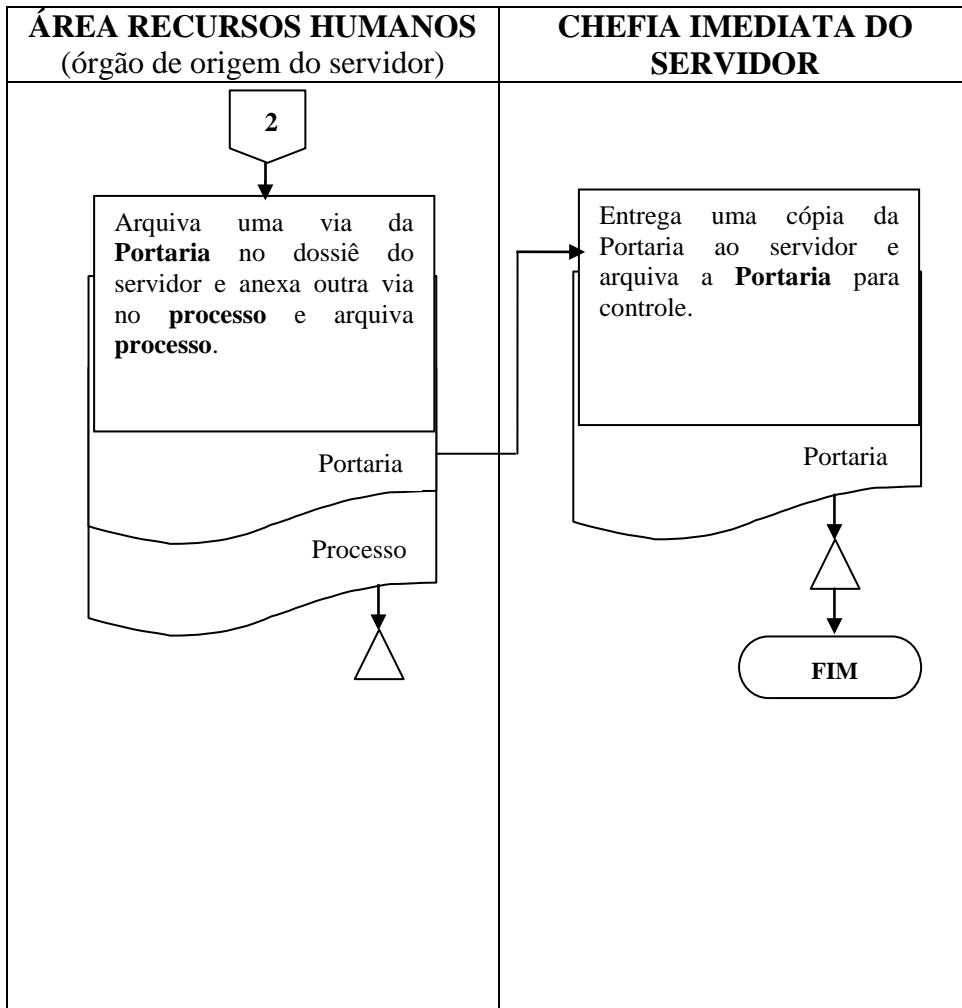 ÁREA RECURSOS HUMANOS
(órgão de origem do servidor)
CHEFIA IMEDIATA DO
SERVIDOR
2
Arquiva uma via da
Portaria no dossiê do
servidor e anexa outra via
no processo e arquiva
processo.
Portaria
Processo
Entrega uma cópia da
Portaria ao servidor e
arquiva a Portaria para
controle.
Portaria
FIM